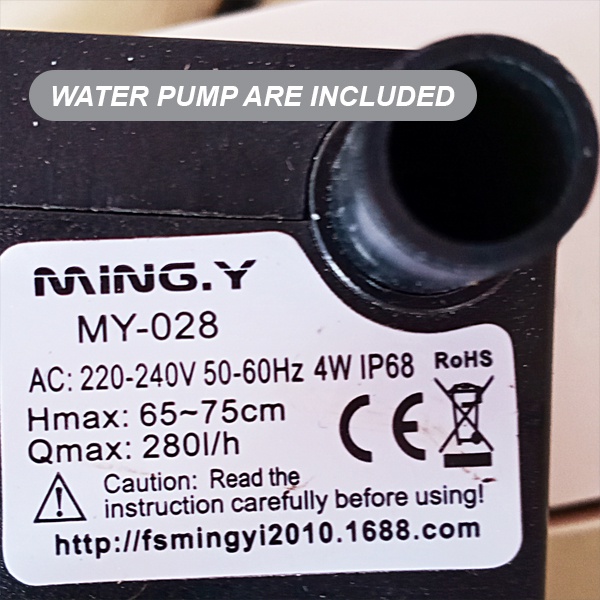 WATER PUMP ARE INCLUDED
MiNG.Y
MY-028
AC: 220-240V 50-60Hz 4W IP68 RoHS
Hmax: 65~75cm
Qmax: 280l/h
CE
Caution: Read the
instruction carefully before using!
http://fsmingyi2010.1688.com